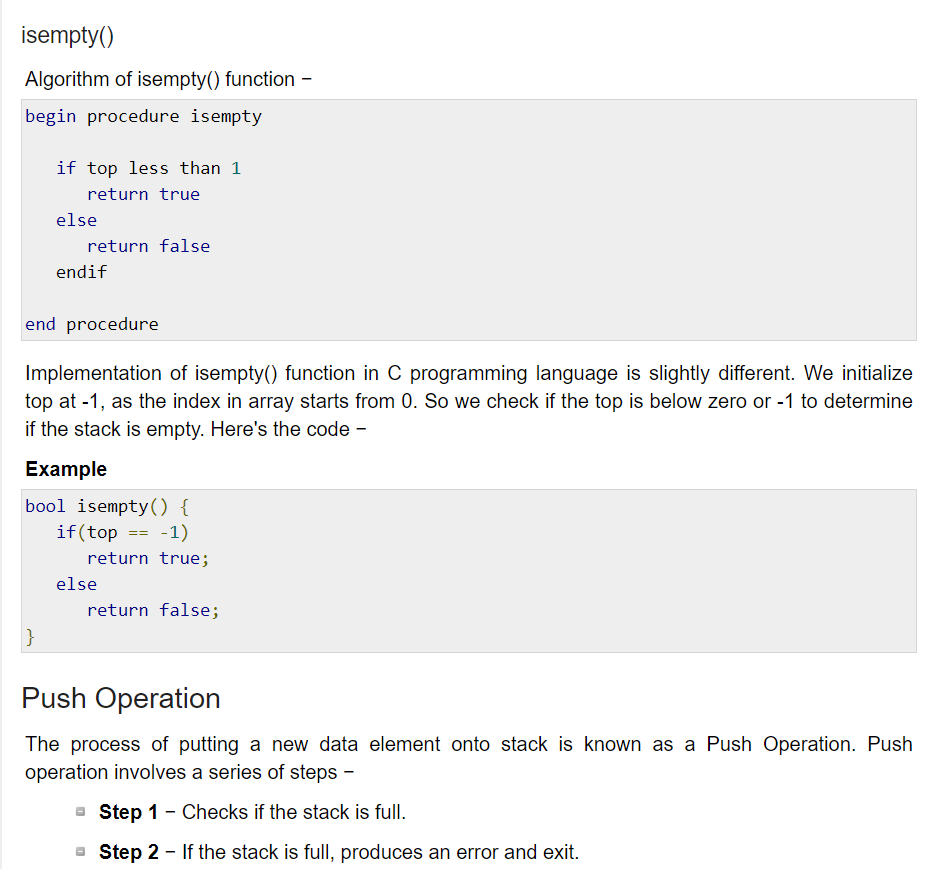 isempty()
Algorithm of isempty() function −
begin procedure isempty
if top less than 1
return true
else
return false
endif
end procedure
Implementation of isempty() function in C programming language is slightly different. We initialize
top at -1, as the index in array starts from 0. So we check if the top is below zero or -1 to determine
if the stack is empty. Here's the code −
Example
bool isempty() {
if(top == -1)
return true;
else
return false;
}
Push Operation
The process of putting a new data element onto stack is known as a Push Operation. Push
operation involves a series of steps −
Step 1 − Checks if the stack is full.
Step 2 − If the stack is full, produces an error and exit.